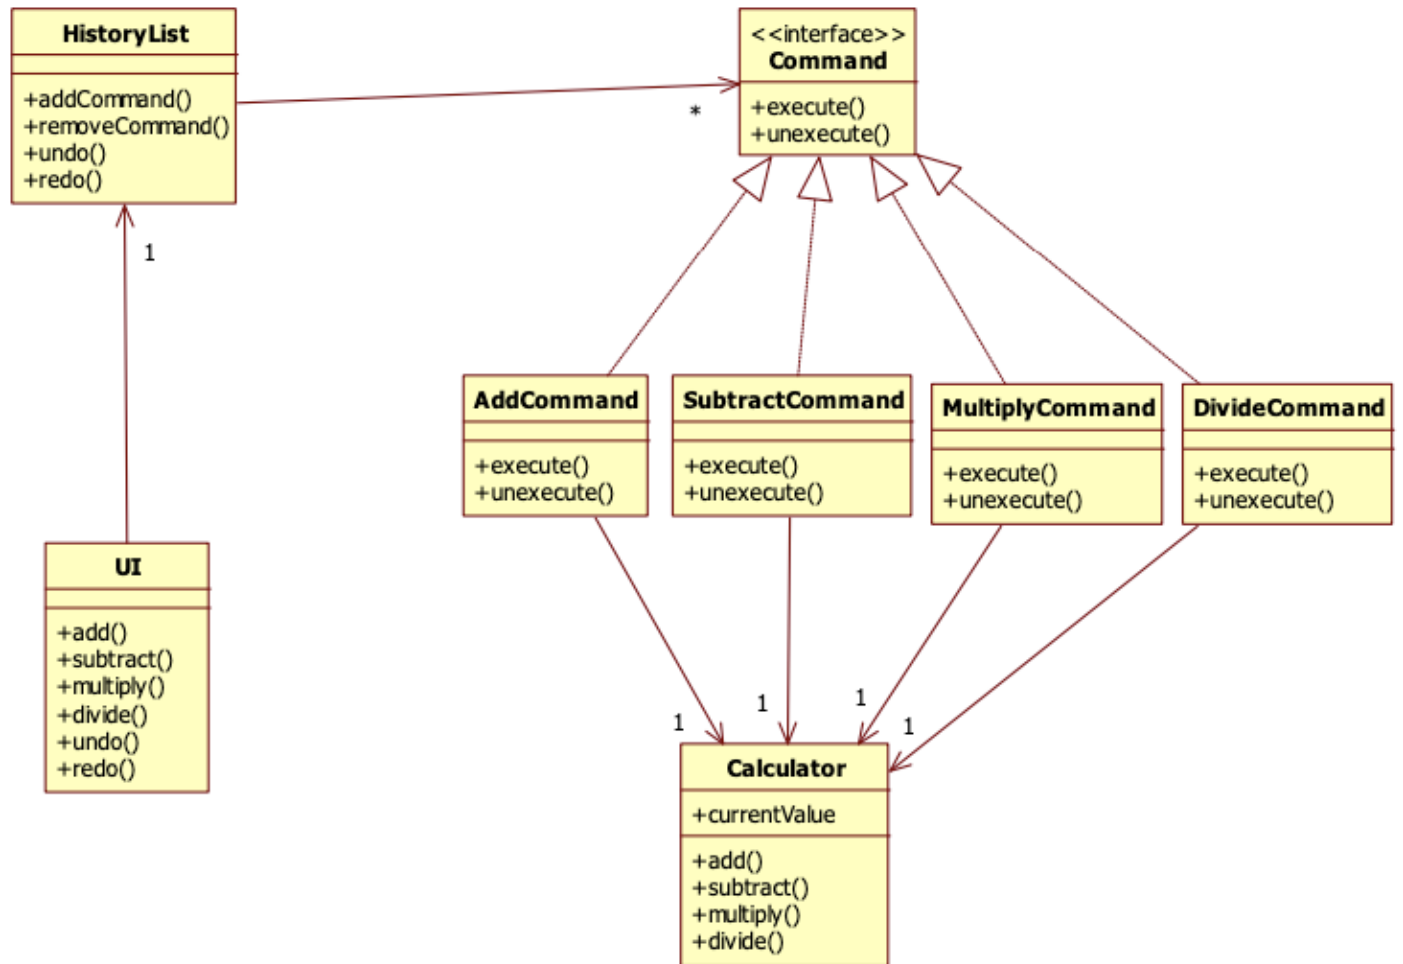 HistoryList
+addCommand()
+removeCommand()
+undo()
+redo()
<<interface>>
Command
+execute()
+unexecute()
*
1
AddCommand
+execute()
+unexecute()
SubtractCommand
+execute()
+unexecute()
MultiplyCommand
+execute()
+unexecute()
DivideCommand
+execute()
+unexecute()
UI
+add()
+subtract()
+multiply()
+divide()
+undo()
+redo()
1
1
1
1
Calculator
+currentValue
+add()
+subtract()
+multiply()
+divide()